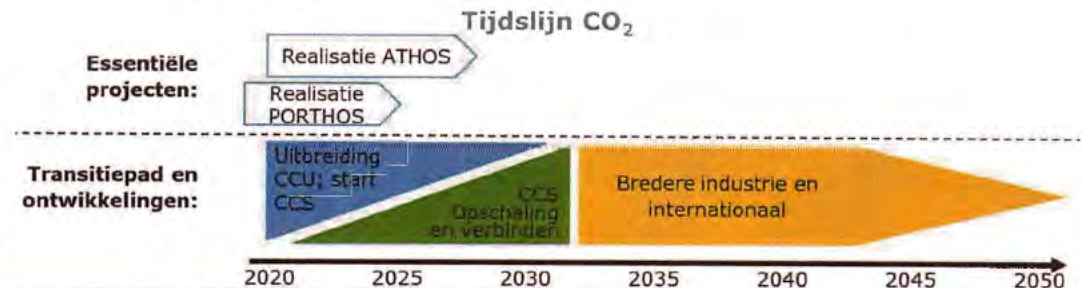 Tijdslijn CO₂
Essentiële
projecten:
Realisatie ATHOS
Realisatie
PORTHOS
Transitiepad en
ontwikkelingen:
Uitbreiding
CCU; start
CCS
CCS
Opschaling
en verbinden
Bredere industrie en
internationaal
2020 2025 2030 2035 2040 2045 2050